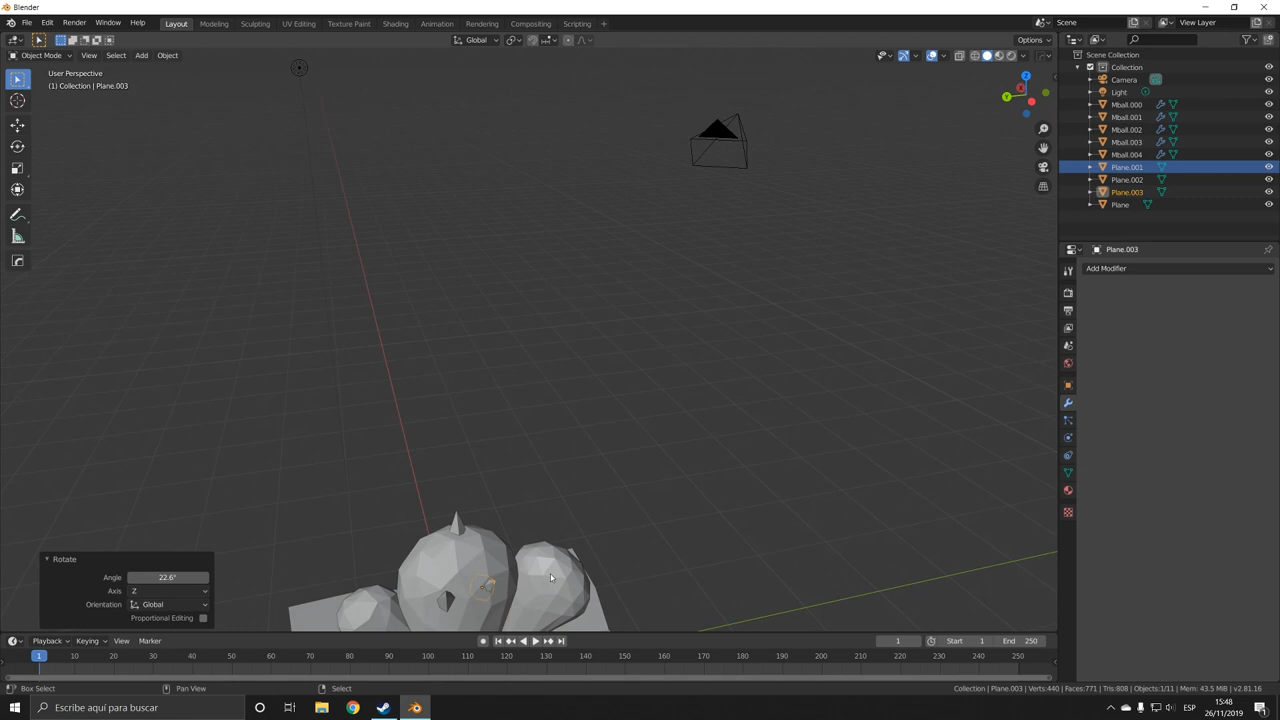 Blender
File Edit Render Window Help Layout Modeling Sculpting UV Editing Texture Paint Shading Animation Rendering Compositing Scripting + Scene View Layer
Global Options
Object Mode View Select Add Object
User Perspective
(1) Collection | Plane.003
Z
Y
Scene Collection
Collection
Camera
Light
Mball.000
Mball.001
Mball.002
Mball.003
Mball.004
Plane.001
Plane.002
Plane.003
Plane
Plane.003
Add Modifier
Rotate
Angle 22.6°
Axis Z
Orientation Global
Proportional Editing
Playback Keying View Marker 1 Start 1 End 250
1 10 20 30 40 50 60 70 80 90 100 110 120 130 140 150 160 170 180 190 200 210 220 230 240 250
Box Select Pan View Select Collection | Plane.003 | Verts:440 | Faces:771 | Tris:808 | Objects:1/11 | Mem: 43.5 MiB | v2.81.16
Escribe aquí para buscar ESP 15:48
26/11/2019 1